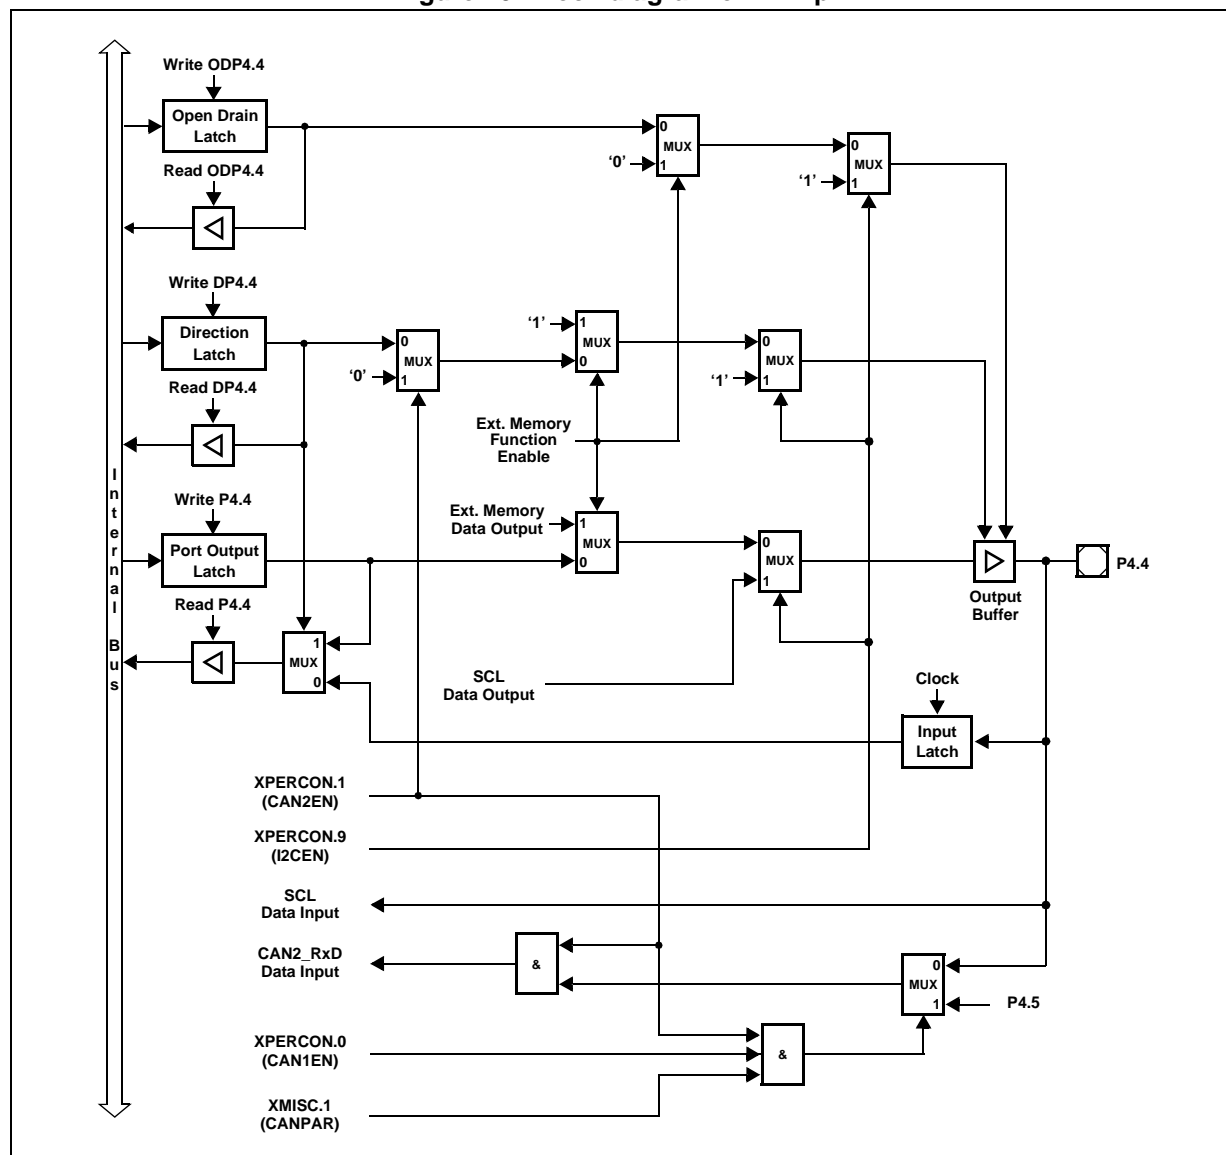 Write ODP4.4
Open Drain
Latch
Read ODP4.4
0
MUX
1
'0'
0
MUX
1
'1'
Write DP4.4
Direction
Latch
Read DP4.4
0
MUX
1
'0'
'1'
1
MUX
0
0
MUX
1
'1'
Ext. Memory
Function
Enable
Internal Bus
Write P4.4
Port Output
Latch
Read P4.4
Ext. Memory
Data Output
1
MUX
0
0
MUX
1
Output
Buffer
P4.4
1
MUX
0
SCL
Data Output
Clock
Input
Latch
XPERCON.1
(CAN2EN)
XPERCON.9
(I2CEN)
SCL
Data Input
CAN2_RxD
Data Input
&
0
MUX
1
P4.5
XPERCON.0
(CAN1EN)
&
XMISC.1
(CANPAR)